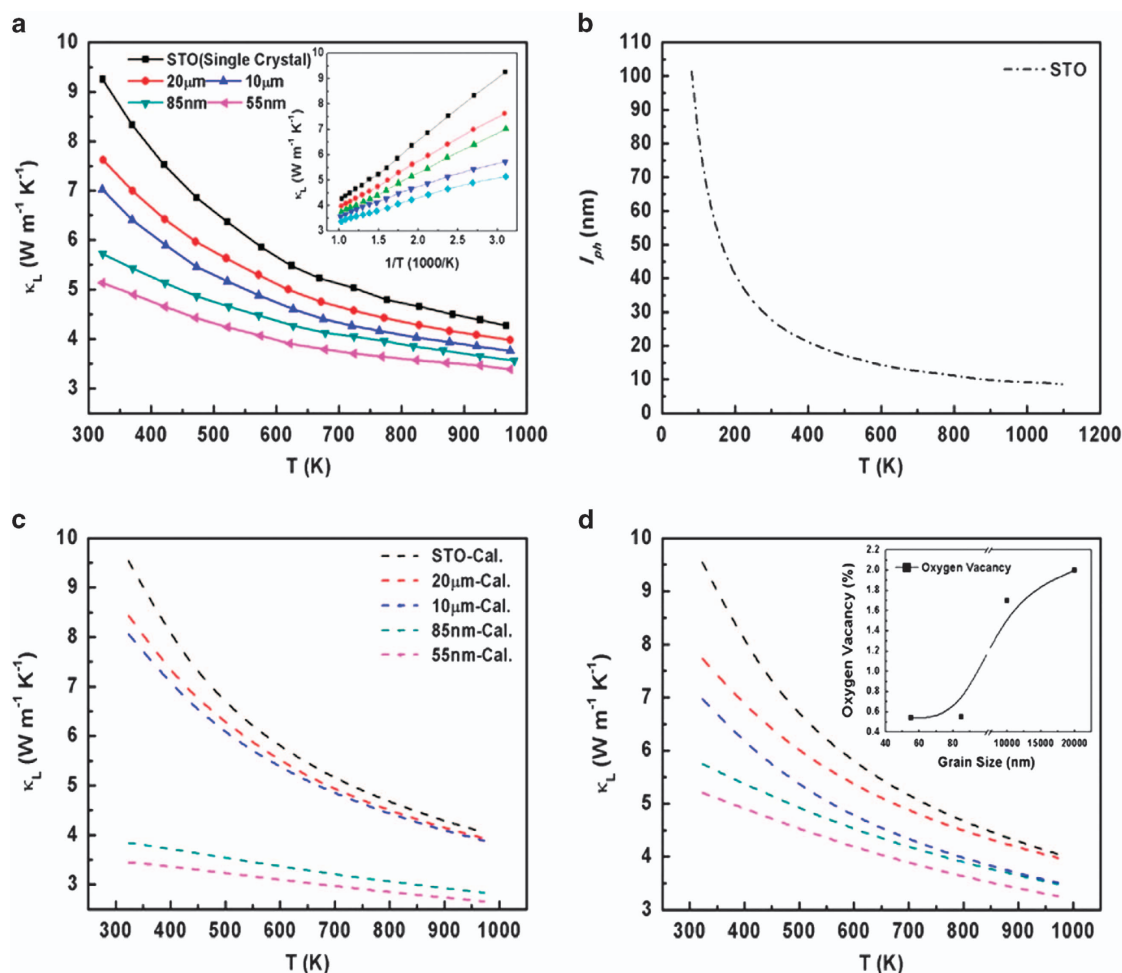 a
κL (W m-1 K-1)
10
9
8
7
6
5
4
3
300 400 500 600 700 800 900 1000
T (K)
STO(Single Crystal)
20μm 10μm
85nm 55nm
κL (W m-1 K-1)
10
9
8
7
6
5
4
3
1.0 1.5 2.0 2.5 3.0
1/T (1000/K)
b
lph (nm)
110
100
90
80
70
60
50
40
30
20
10
0
0 200 400 600 800 1000 1200
T (K)
STO
c
κL (W m-1 K-1)
10
9
8
7
6
5
4
3
300 400 500 600 700 800 900 1000
T (K)
STO-Cal.
20μm-Cal.
10μm-Cal.
85nm-Cal.
55nm-Cal.
d
κL (W m-1 K-1)
10
9
8
7
6
5
4
3
300 400 500 600 700 800 900 1000
T (K)
Oxygen Vacancy (%)
2.2
2.0
1.8
1.6
1.4
1.2
1.0
0.8
0.6
0.4
40 60 80 10000 15000 20000
Grain Size (nm)
Oxygen Vacancy